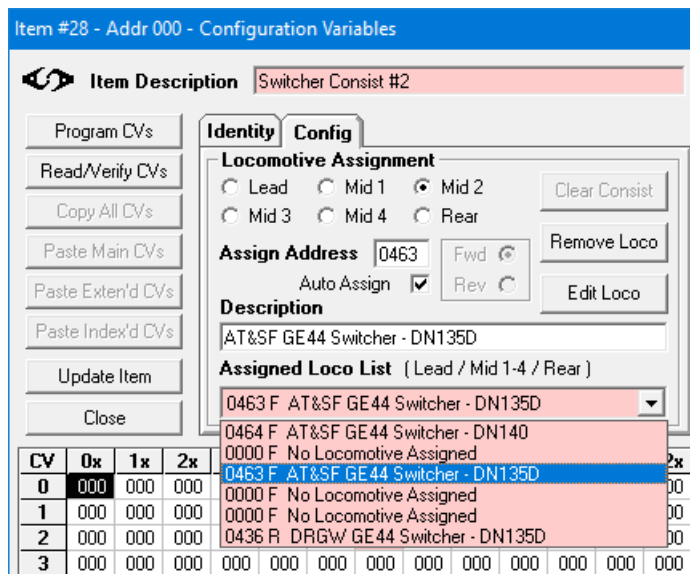 Item #28 - Addr 000 - Configuration Variables
Item Description Switcher Consist #2
Program CVs
Read/Verify CVs
Copy All CVs
Paste Main CVs
Paste Exten'd CVs
Paste Index'd CVs
Update Item
Close
Identity Config
Locomotive Assignment
Lead Mid 1 Mid 2
Mid 3 Mid 4 Rear
Clear Consist
Assign Address 0463
Fwd
Remove Loco
Auto Assign
Rev
Edit Loco
Description
AT&SF GE44 Switcher - DN135D
Assigned Loco List ( Lead / Mid 1-4 / Rear )
0463 F AT&SF GE44 Switcher - DN135D
0464 F AT&SF GE44 Switcher - DN140
0000 F No Locomotive Assigned
0463 F AT&SF GE44 Switcher - DN135D
0000 F No Locomotive Assigned
0000 F No Locomotive Assigned
0436 R DRGW GE44 Switcher - DN135D
CV 0x 1x 2x
0 000 000 000
1 000 000 000
2 000 000 000
3 000 000 000 000 000 000 000 000 000 000 000 000 000